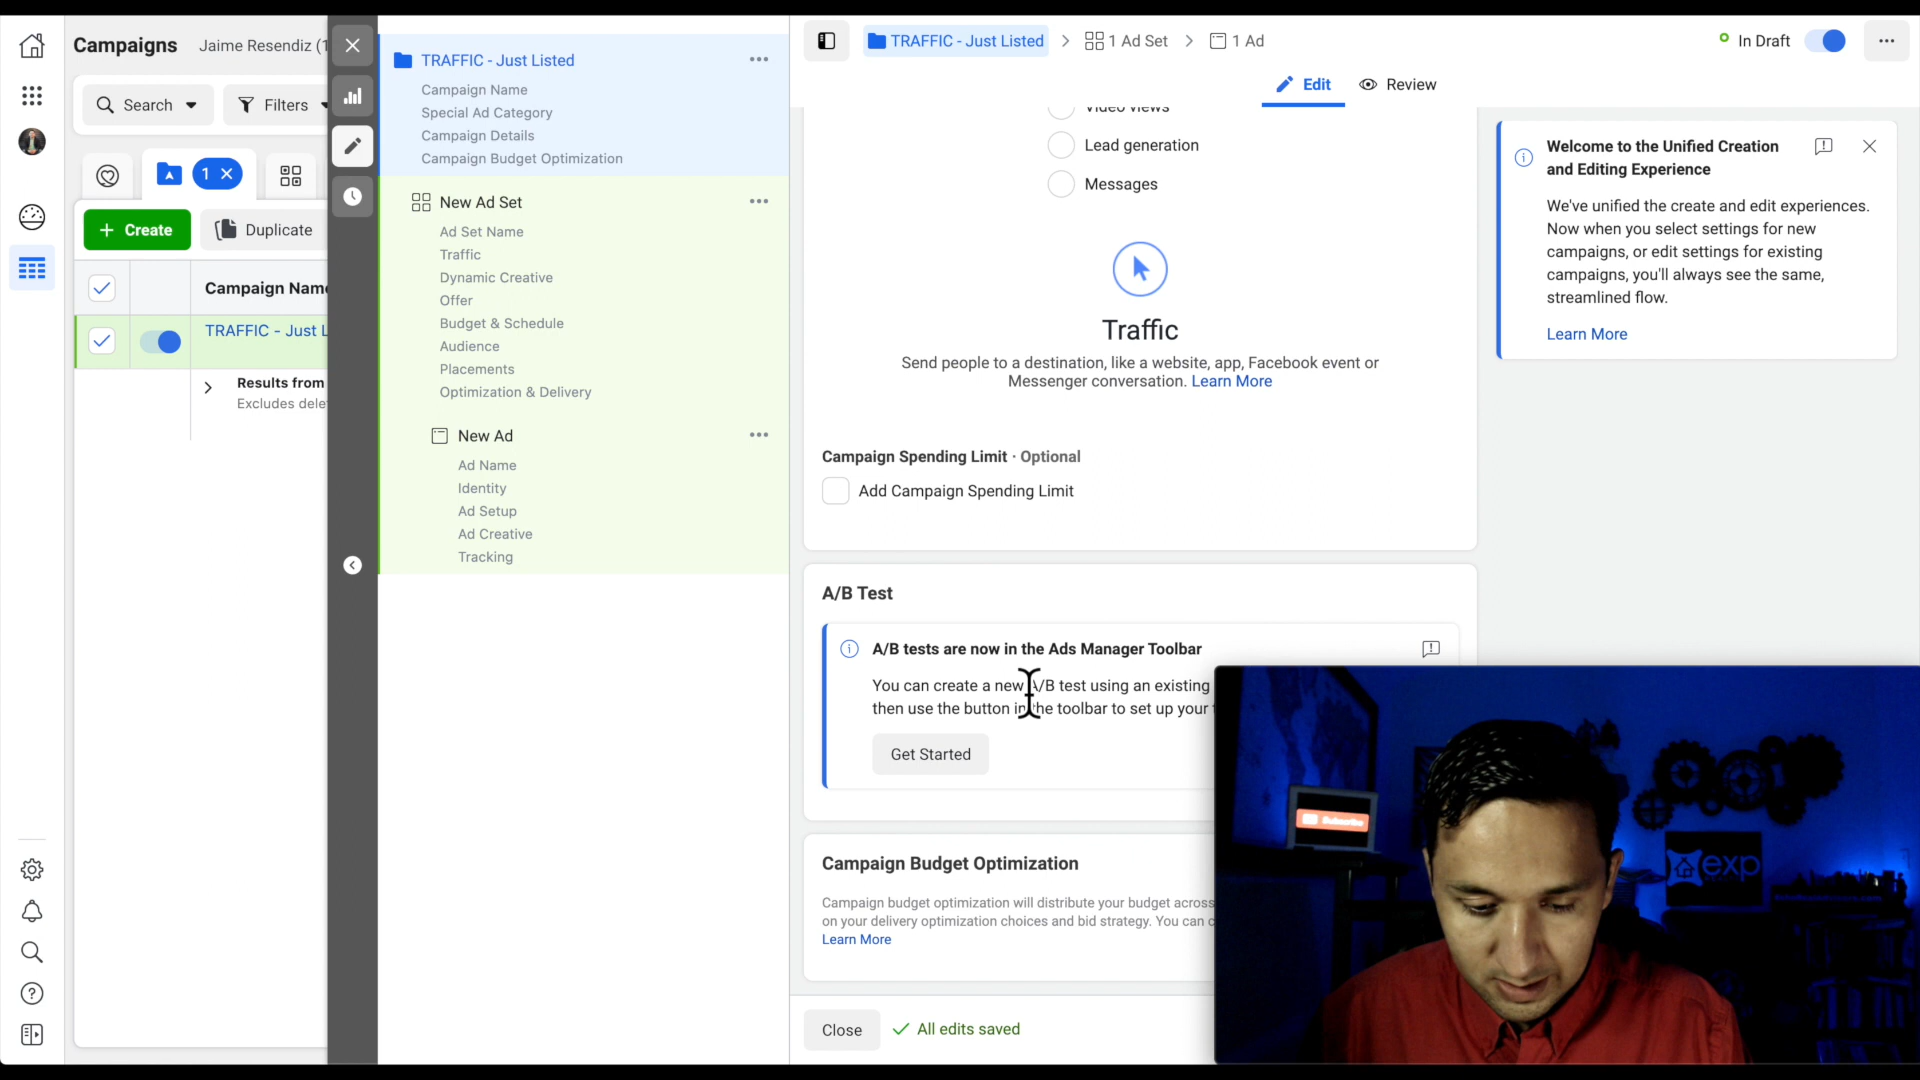 Campaigns
Jaime Resendiz (1
Search
Filters
1
Create
Duplicate
Campaign Name
TRAFFIC - Just L
Results from
Excludes dele
TRAFFIC - Just Listed
Campaign Name
Special Ad Category
Campaign Details
Campaign Budget Optimization
New Ad Set
Ad Set Name
Traffic
Dynamic Creative
Offer
Budget & Schedule
Audience
Placements
Optimization & Delivery
New Ad
Ad Name
Identity
Ad Setup
Ad Creative
Tracking
TRAFFIC - Just Listed
1 Ad Set
1 Ad
In Draft
Edit
Review
Video views
Lead generation
Messages
Traffic
Send people to a destination, like a website, app, Facebook event or
Messenger conversation. Learn More
Campaign Spending Limit · Optional
Add Campaign Spending Limit
A/B Test
A/B tests are now in the Ads Manager Toolbar
You can create a new A/B test using an existing
then use the button in the toolbar to set up your
Get Started
Campaign Budget Optimization
Campaign budget optimization will distribute your budget across
on your delivery optimization choices and bid strategy. You can c
Learn More
Close
All edits saved
Welcome to the Unified Creation
and Editing Experience
We've unified the create and edit experiences.
Now when you select settings for new
campaigns, or edit settings for existing
campaigns, you'll always see the same,
streamlined flow.
Learn More
Subscribe
exp